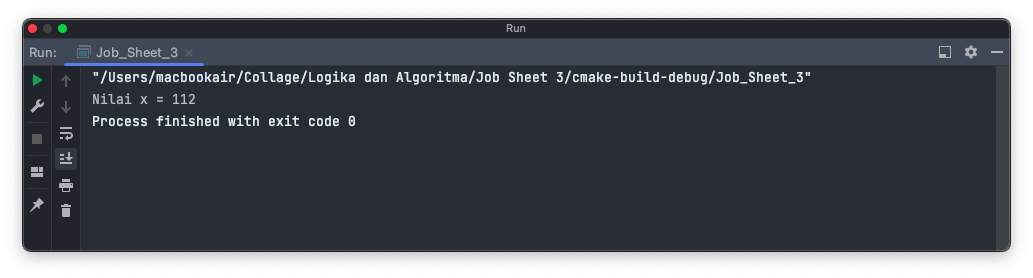 Run
Run: Job_Sheet_3
"/Users/macbookair/Collage/Logika dan Algoritma/Job Sheet 3/cmake-build-debug/Job_Sheet_3"
Nilai x = 112
Process finished with exit code 0